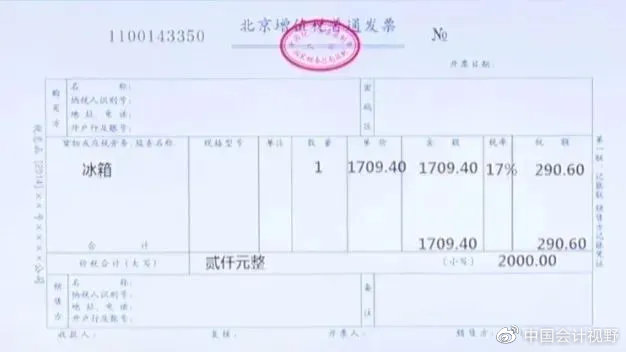 1100143350 北京增值税普通发票 №
开票日期：
购买方
名 称：
纳税人识别号：
地 址、电 话：
开户行及账号：
密码区
货物或应税劳务、服务名称 规格型号 单位 数量 单价 金额 税率 税额
冰箱 1 1709.40 1709.40 17% 290.60
合 计 1709.40 290.60
价税合计（大写） 贰仟元整 （小写） 2000.00
销售方
名 称：
纳税人识别号：
地 址、电 话：
开户行及账号：
备注
收款人： 复核： 开票人： 销售方：
第一联：记账联 销售方记账凭证
中国会计视野